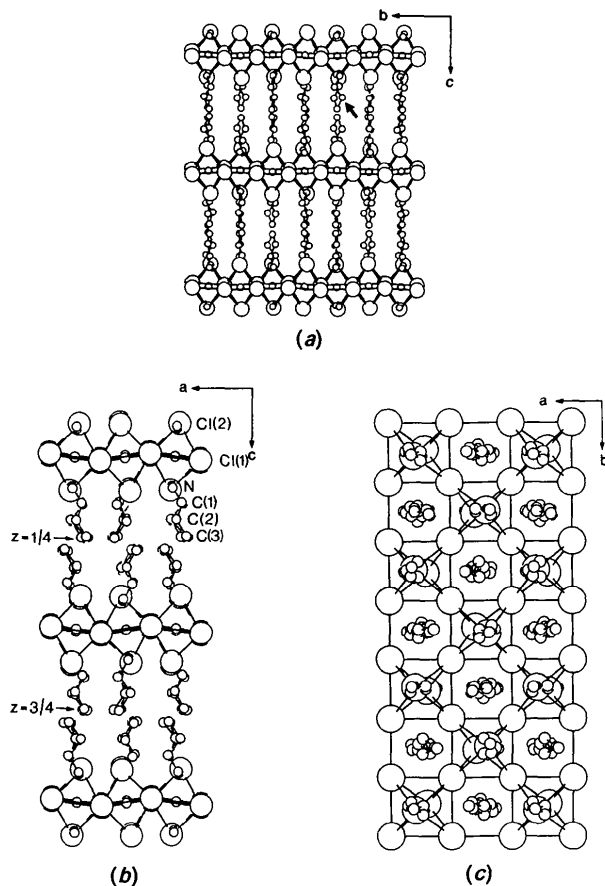 b
c
(a)
a
c
Cl(2)
Cl(1)
N
C(1)
C(2)
C(3)
z=1/4
z=3/4
(b)
a
b
(c)